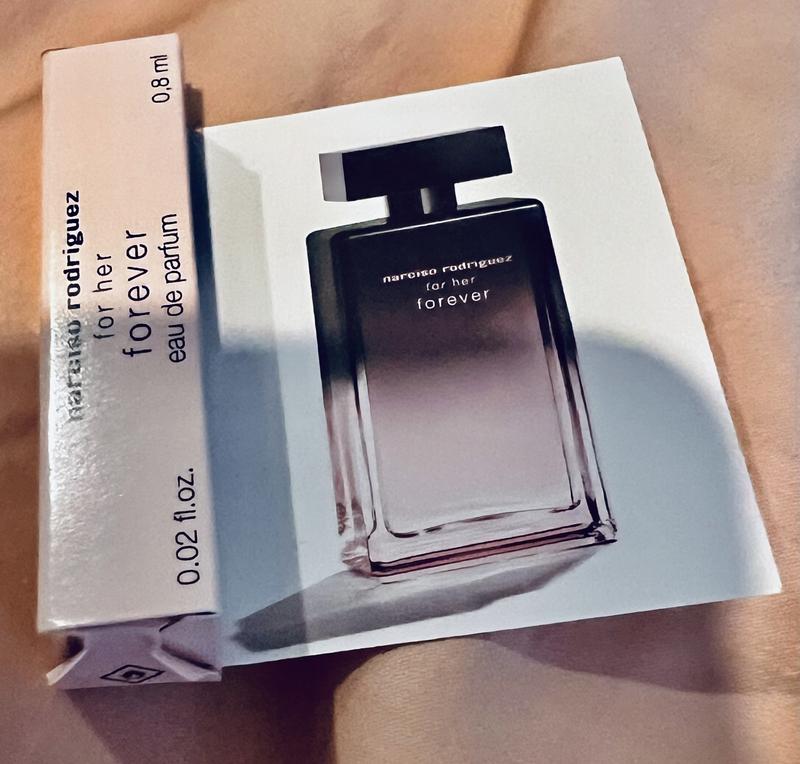 narciso rodriguez
for her
forever
eau de parfum
0.02 fl.oz.
0,8 ml
narciso rodriguez
for her
forever